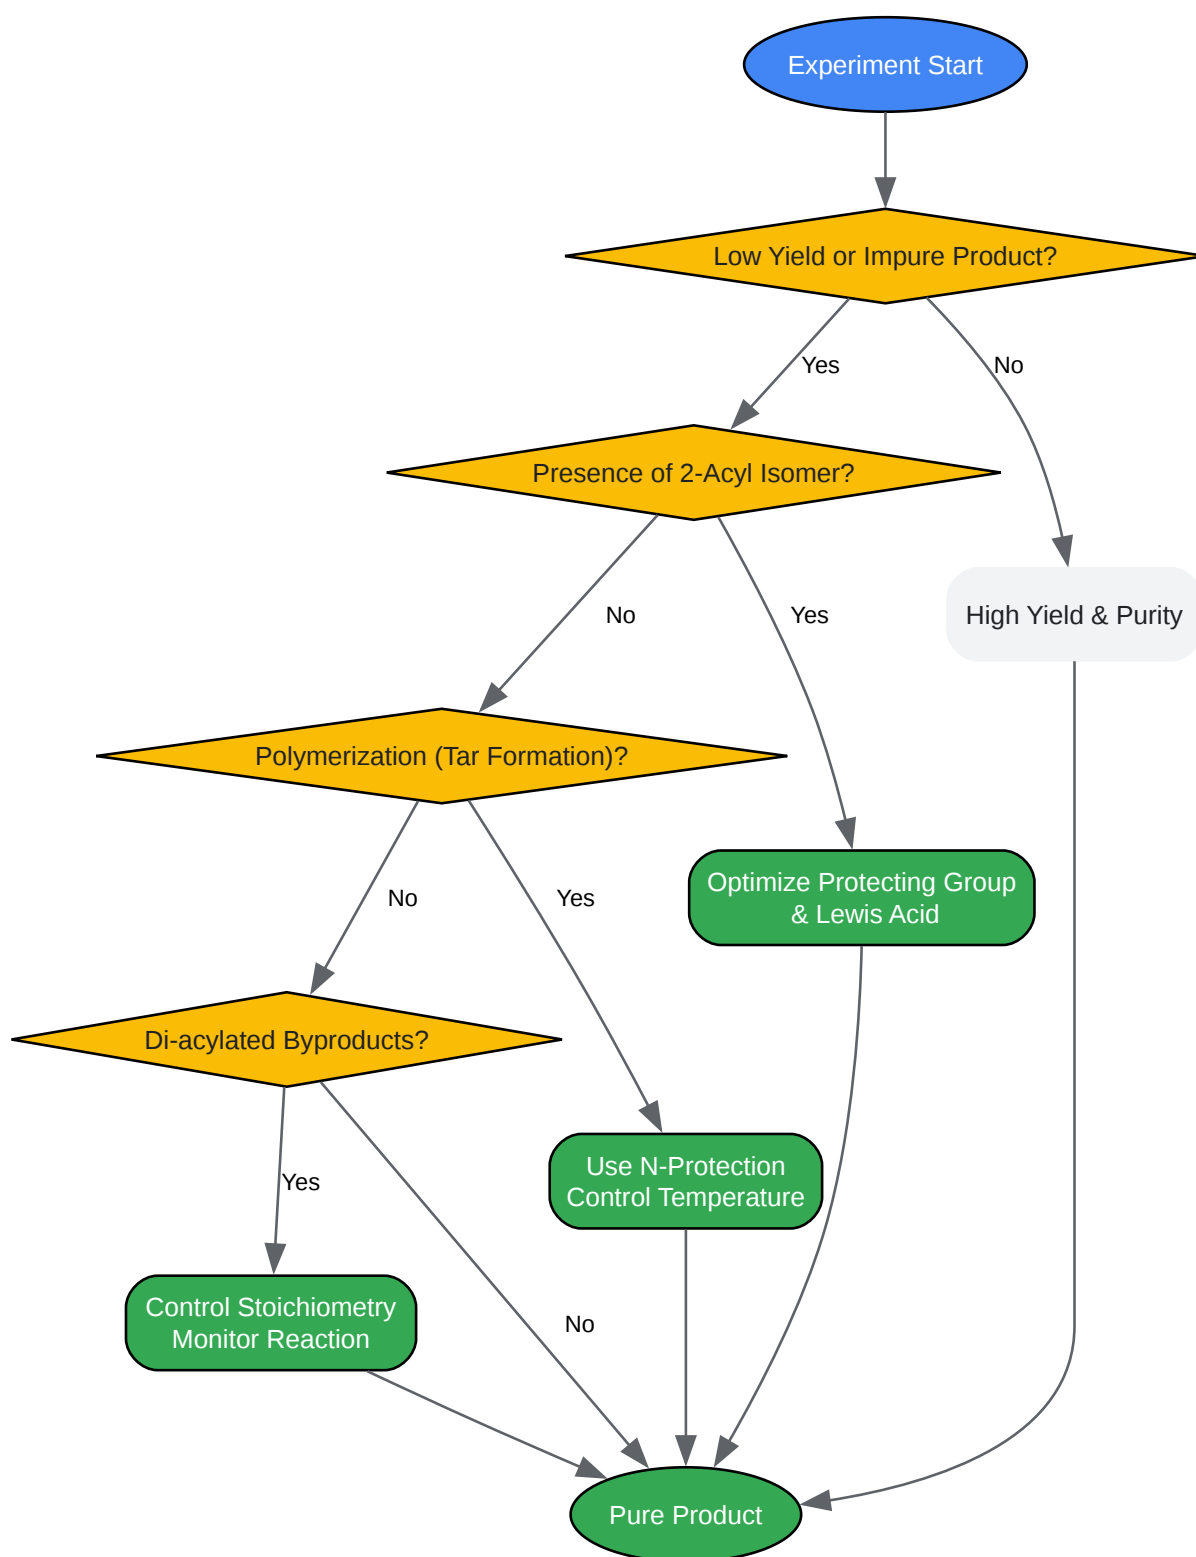 Experiment Start
Low Yield or Impure Product?
Yes
No
Presence of 2-Acyl Isomer?
No
Yes
High Yield & Purity
Polymerization (Tar Formation)?
No
Yes
Optimize Protecting Group
& Lewis Acid
Di-acylated Byproducts?
Yes
No
Use N-Protection
Control Temperature
Control Stoichiometry
Monitor Reaction
Pure Product